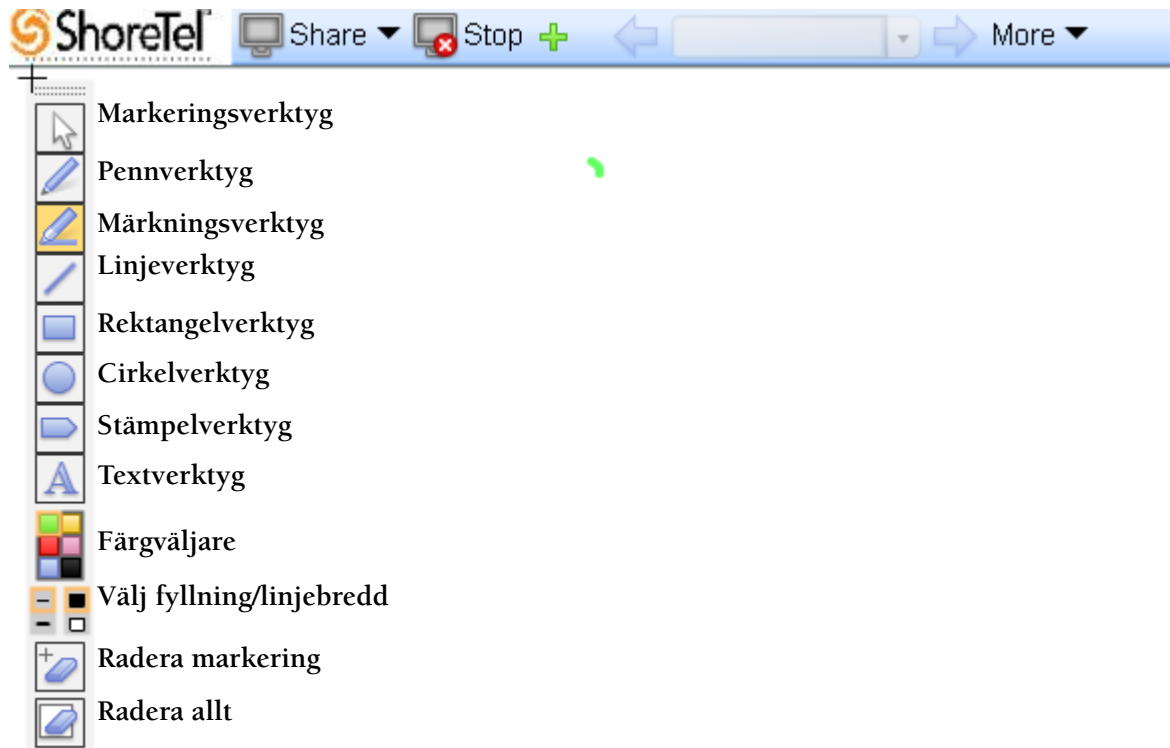 ShoreTel Share Stop More
Markeringsverktyg
Pennverktyg
Märkningsverktyg
Linjeverktyg
Rektangelverktyg
Cirkelverktyg
Stämpelverktyg
Textverktyg
Färgväljare
Välj fyllning/linjebredd
Radera markering
Radera allt